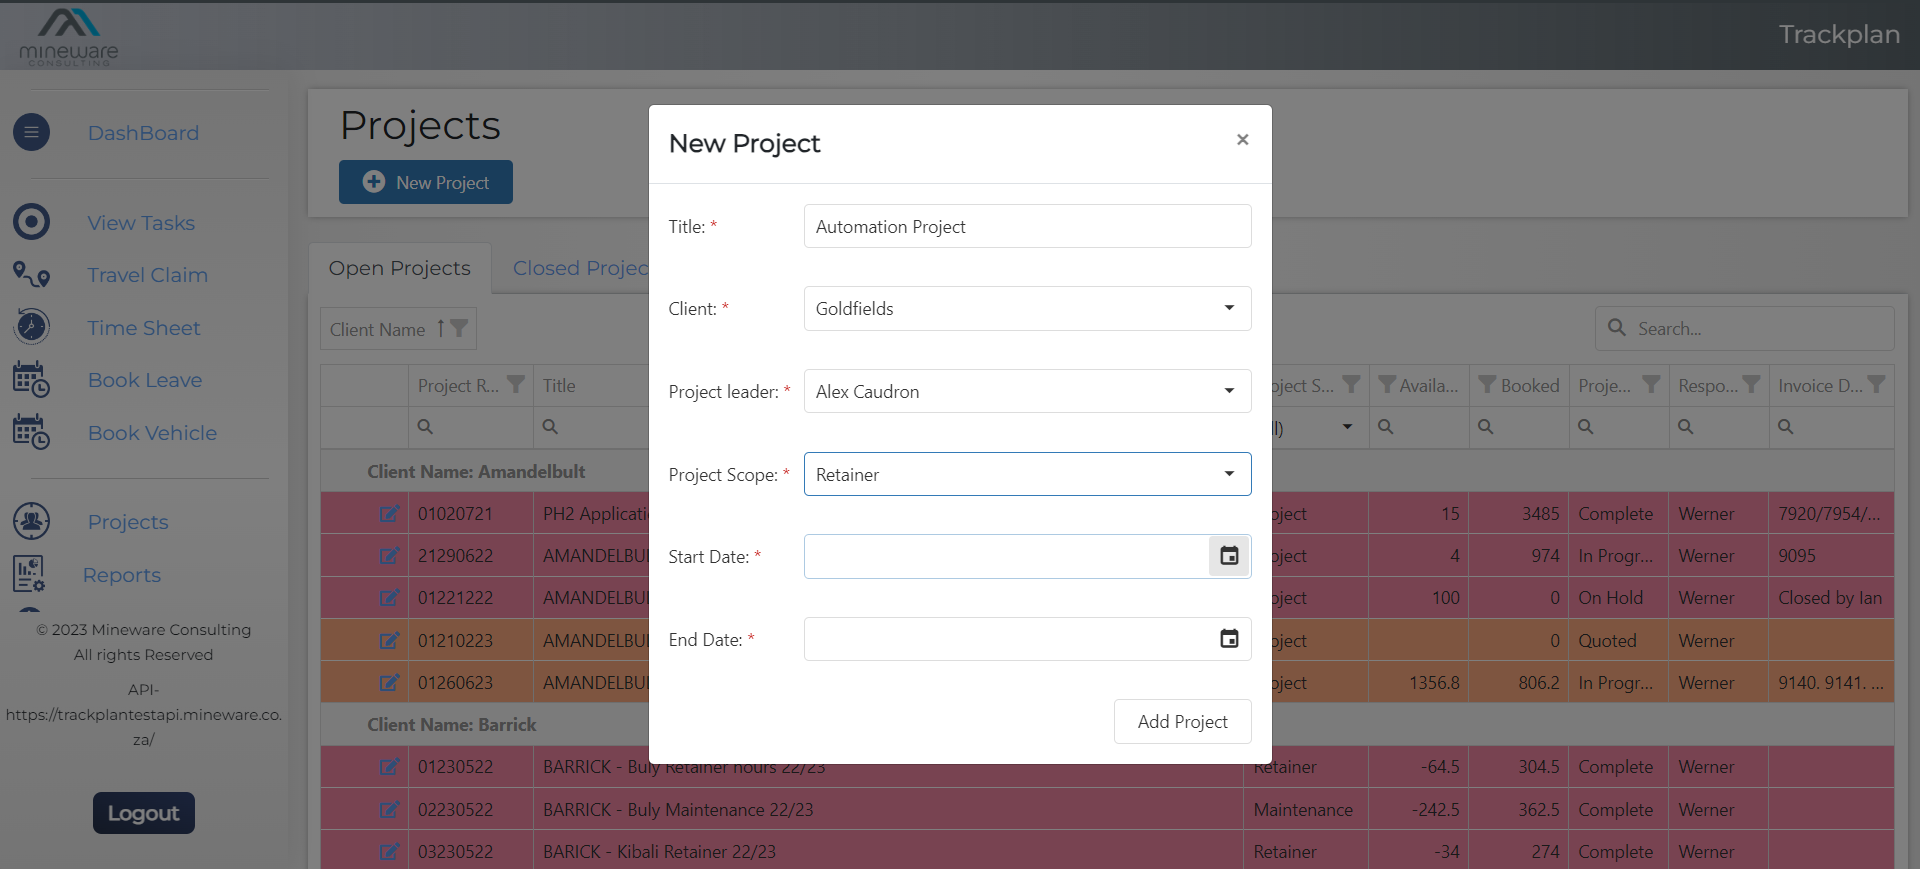 mineware
CONSULTING
Trackplan
DashBoard
View Tasks
Travel Claim
Time Sheet
Book Leave
Book Vehicle
Projects
Reports
© 2023 Mineware Consulting
All rights Reserved
API-
https://trackplantestapi.mineware.co.
za/
Logout
Projects
New Project
Open Projects
Closed Projec
Client Name ↑
Search...
Project R... Title oject S... Availa... Booked Proje... Respo... Invoice D...
ll)
Client Name: Amandelbult
01020721 PH2 Applicati oject 15 3485 Complete Werner 7920/7954/...
21290622 AMANDELBU oject 4 974 In Progr... Werner 9095
01221222 AMANDELBU oject 100 0 On Hold Werner Closed by Ian
01210223 AMANDELBU oject 0 Quoted Werner
01260623 AMANDELBU oject 1356.8 806.2 In Progr... Werner 9140. 9141. ...
Client Name: Barrick
01230522 BARRICK - Buly Retainer hours 22/23 Retainer -64.5 304.5 Complete Werner
02230522 BARRICK - Buly Maintenance 22/23 Maintenance -242.5 362.5 Complete Werner
03230522 BARICK - Kibali Retainer 22/23 Retainer -34 274 Complete Werner
New Project ×
Title: * Automation Project
Client: * Goldfields
Project leader: * Alex Caudron
Project Scope: * Retainer
Start Date: *
End Date: *
Add Project